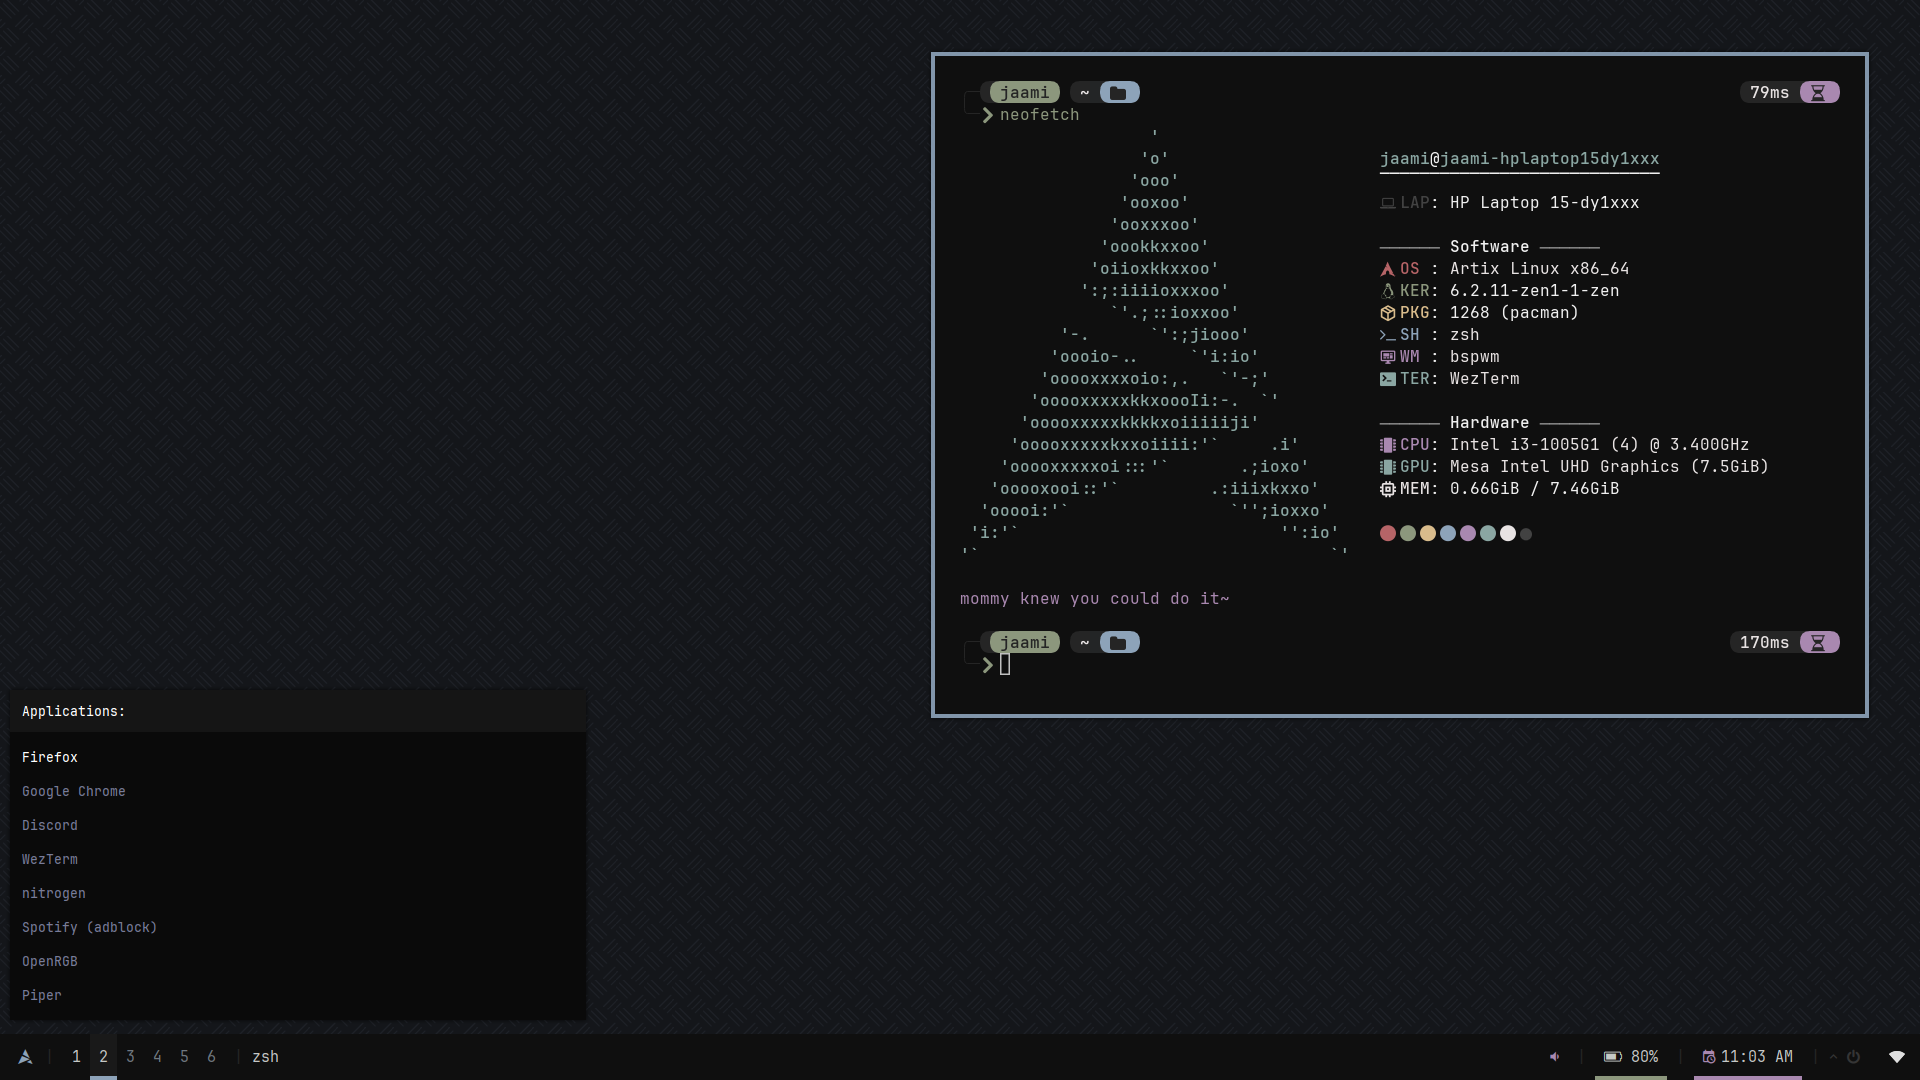 jaami ~ 79ms
neofetch
'
'o'
'ooo'
'ooxoo'
'ooxxxoo'
'oookkxxoo'
'oiioxkkxxoo'
':;:iiiioxxxoo'
`'.;::ioxxoo'
'-. `':;jiooo'
'oooio-.. `'i:io'
'ooooxxxxoio:,. `'-;'
'ooooxxxxxkkxoooIi:-. `'
'ooooxxxxxkkkkxoiiiiiji'
'ooooxxxxxkxxoiiii:'` .i'
'ooooxxxxxoi:::'` .;ioxo'
'ooooxooi::'` .:iiixkxxo'
'ooooi:'` `'';ioxxo'
'i:'` '':io'
'` `'
jaami@jaami-hplaptop15dy1xxx
LAP: HP Laptop 15-dy1xxx
Software
OS : Artix Linux x86_64
KER: 6.2.11-zen1-1-zen
PKG: 1268 (pacman)
SH : zsh
WM : bspwm
TER: WezTerm
Hardware
CPU: Intel i3-1005G1 (4) @ 3.400GHz
GPU: Mesa Intel UHD Graphics (7.5GiB)
MEM: 0.66GiB / 7.46GiB
mommy knew you could do it~
jaami ~ 170ms
Applications:
Firefox
Google Chrome
Discord
WezTerm
nitrogen
Spotify (adblock)
OpenRGB
Piper
1 2 3 4 5 6 zsh 80% 11:03 AM